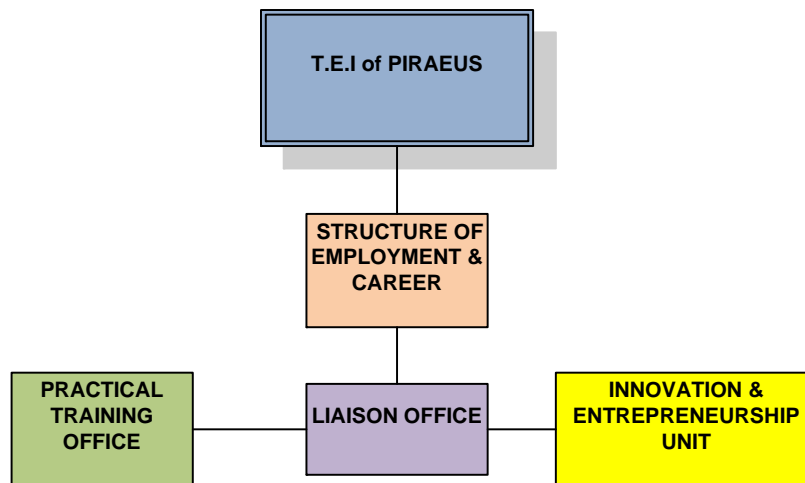 T.E.I of PIRAEUS
STRUCTURE OF
EMPLOYMENT &
CAREER
PRACTICAL
TRAINING
OFFICE
LIAISON OFFICE
INNOVATION &
ENTREPRENEURSHIP
UNIT